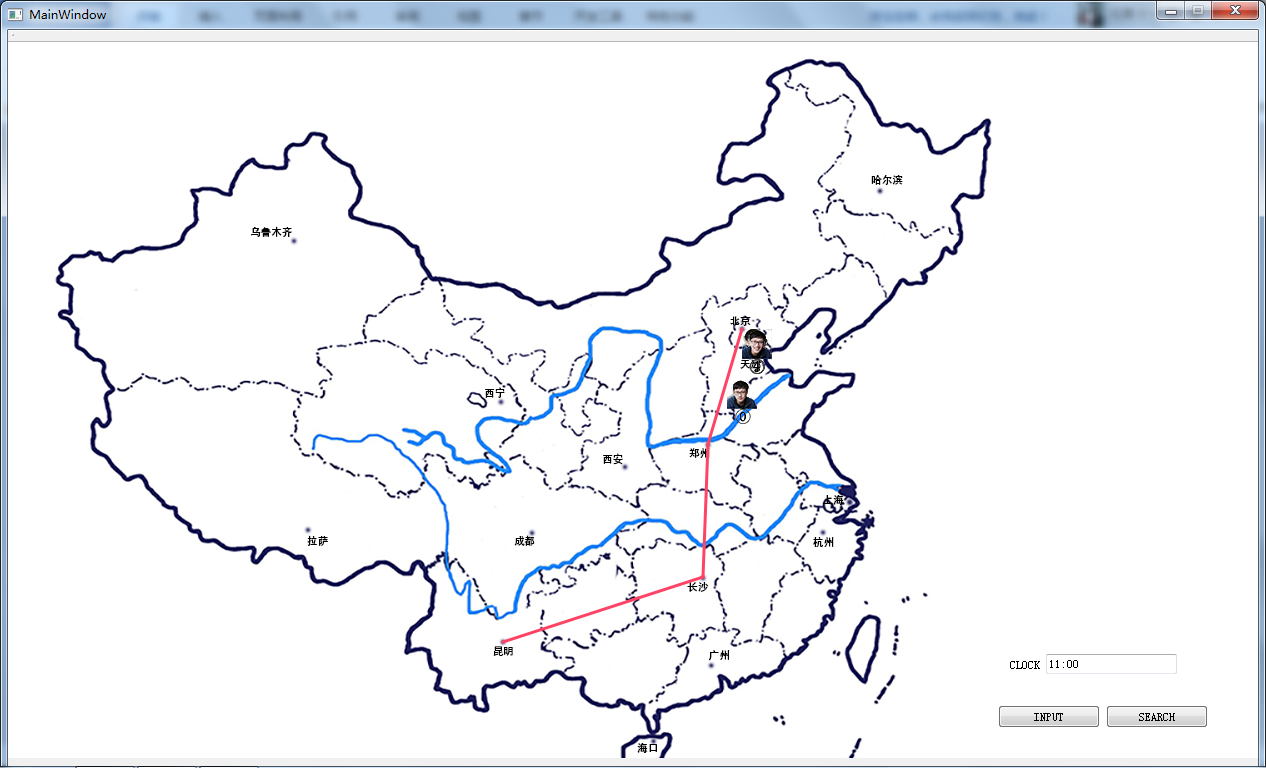 MainWindow
哈尔滨
乌鲁木齐
北京
天
西宁
0
郑州
西安
上海
拉萨
成都
杭州
长沙
昆明
广州
CLOCK 11:00
INPUT SEARCH
海口